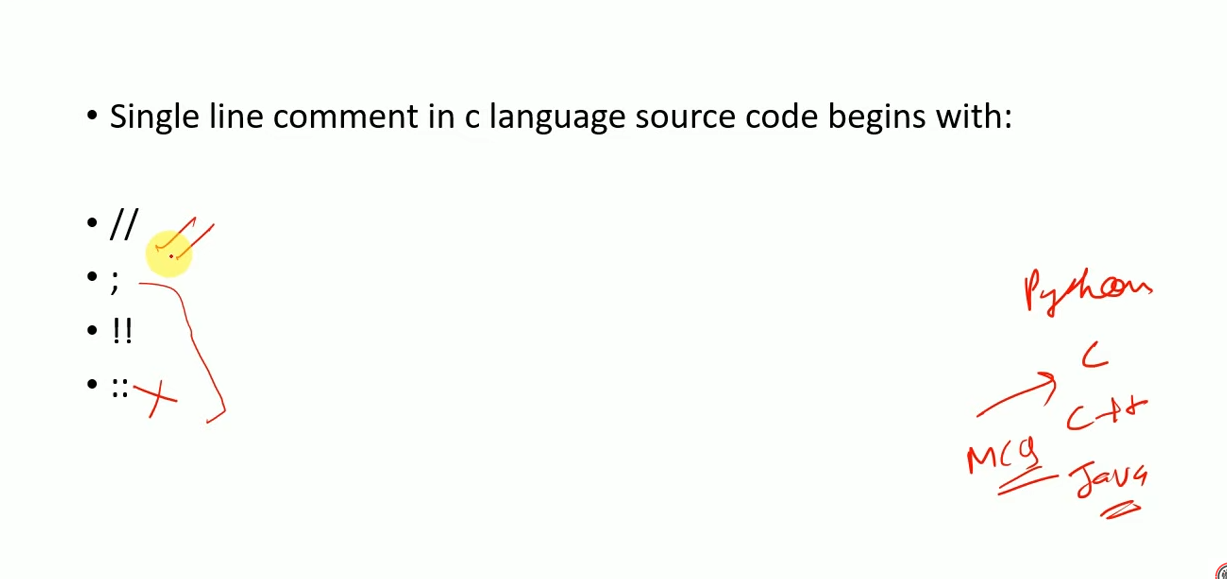 • Single line comment in c language source code begins with:
• // //
• ;
• !!
• ::
Python
C
C++
MCQ
Java